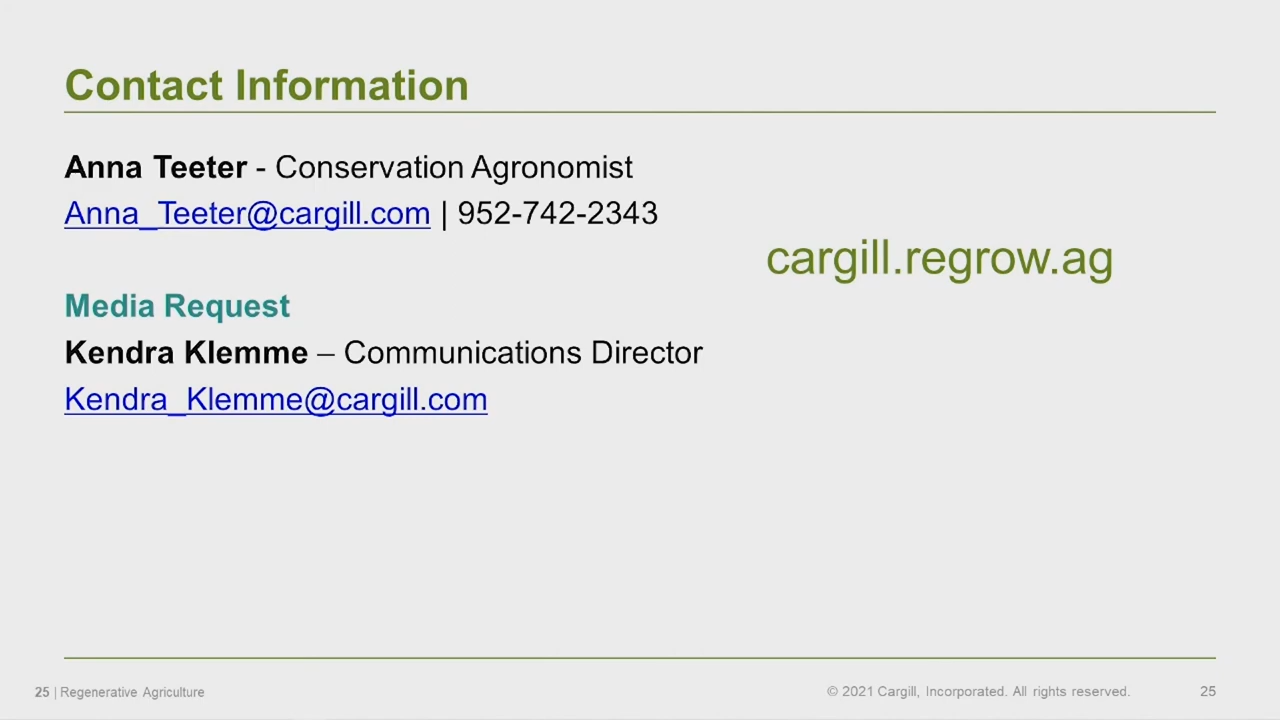 Contact Information
Anna Teeter - Conservation Agronomist
Anna_Teeter@cargill.com | 952-742-2343
cargill.regrow.ag
Media Request
Kendra Klemme – Communications Director
Kendra_Klemme@cargill.com
25 | Regenerative Agriculture
© 2021 Cargill, Incorporated. All rights reserved.
25